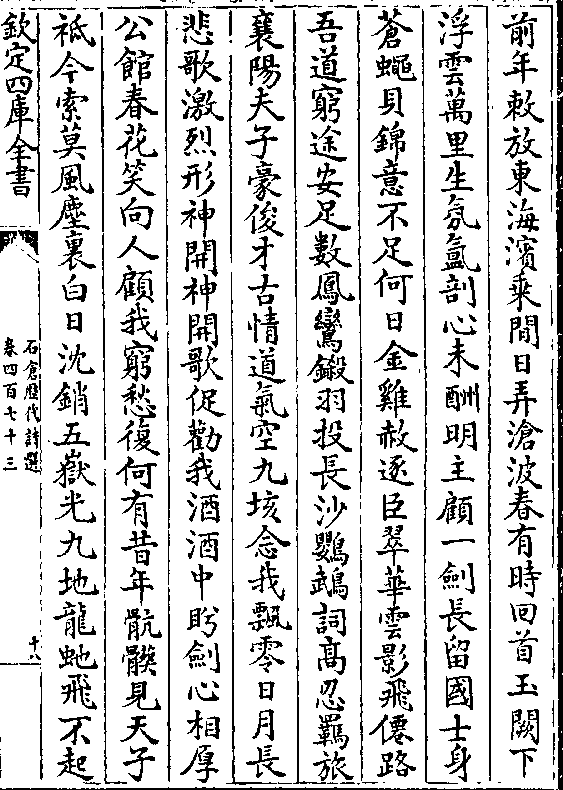 前年敕放東海濱乘間日弄滄波春有時回首玉闕下
浮雲萬里生氛氳剖心未酬明主顧一劍長留國士身
蒼蠅貝錦意不足何日金雞赦逐臣翠華雲影飛僊路
吾道窮途安足數鳳鸞鎩羽投長沙鸚鵡詞高忍羈旅
襄陽夫子豪俊才古情道氣空九垓念我飄零日月長
悲歌激烈形神開神開歌促勸我酒酒中盻劍心相厚
公館春花笑向人顧我窮愁復何有昔年骯髒見天子
祗今索莫風塵裏白日沈銷五嶽光九地龍虵飛不起
欽定四庫全書
石倉歷代詩選
卷四百七十三
十八